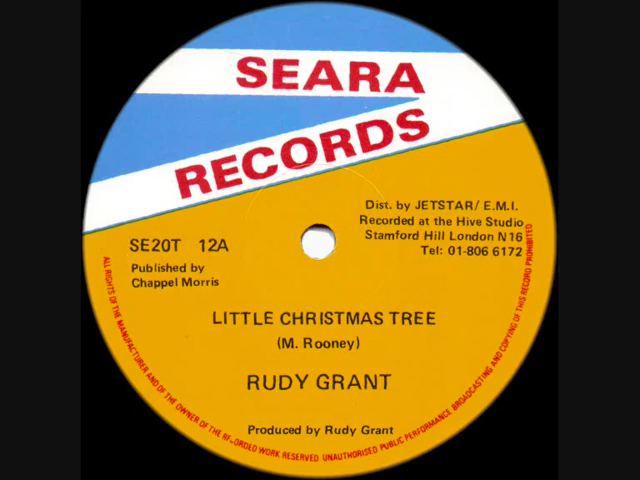 SEARA
RECORDS
Dist. by JETSTAR/ E.M.I.
Recorded at the Hive Studio
Stamford Hill London N16
Tel: 01-806 6172
SE20T 12A
Published by
Chappel Morris
LITTLE CHRISTMAS TREE
(M. Rooney)
RUDY GRANT
Produced by Rudy Grant
ALL RIGHTS OF THE MANUFACTURER AND OF THE OWNER OF THE RECORDED WORK RESERVED UNAUTHORISED PUBLIC PERFORMANCE BROADCASTING AND COPYING OF THIS RECORD PROHIBITED